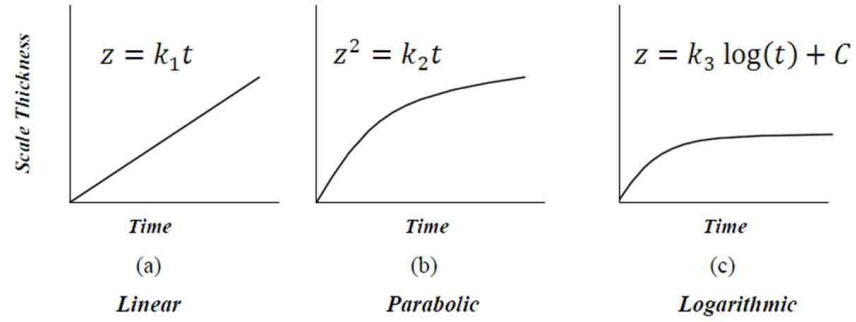 Scale Thickness
z = k₁t
z² = k₂t
z = k₃ log(t) + C
Time
Time
Time
(a)
(b)
(c)
Linear
Parabolic
Logarithmic